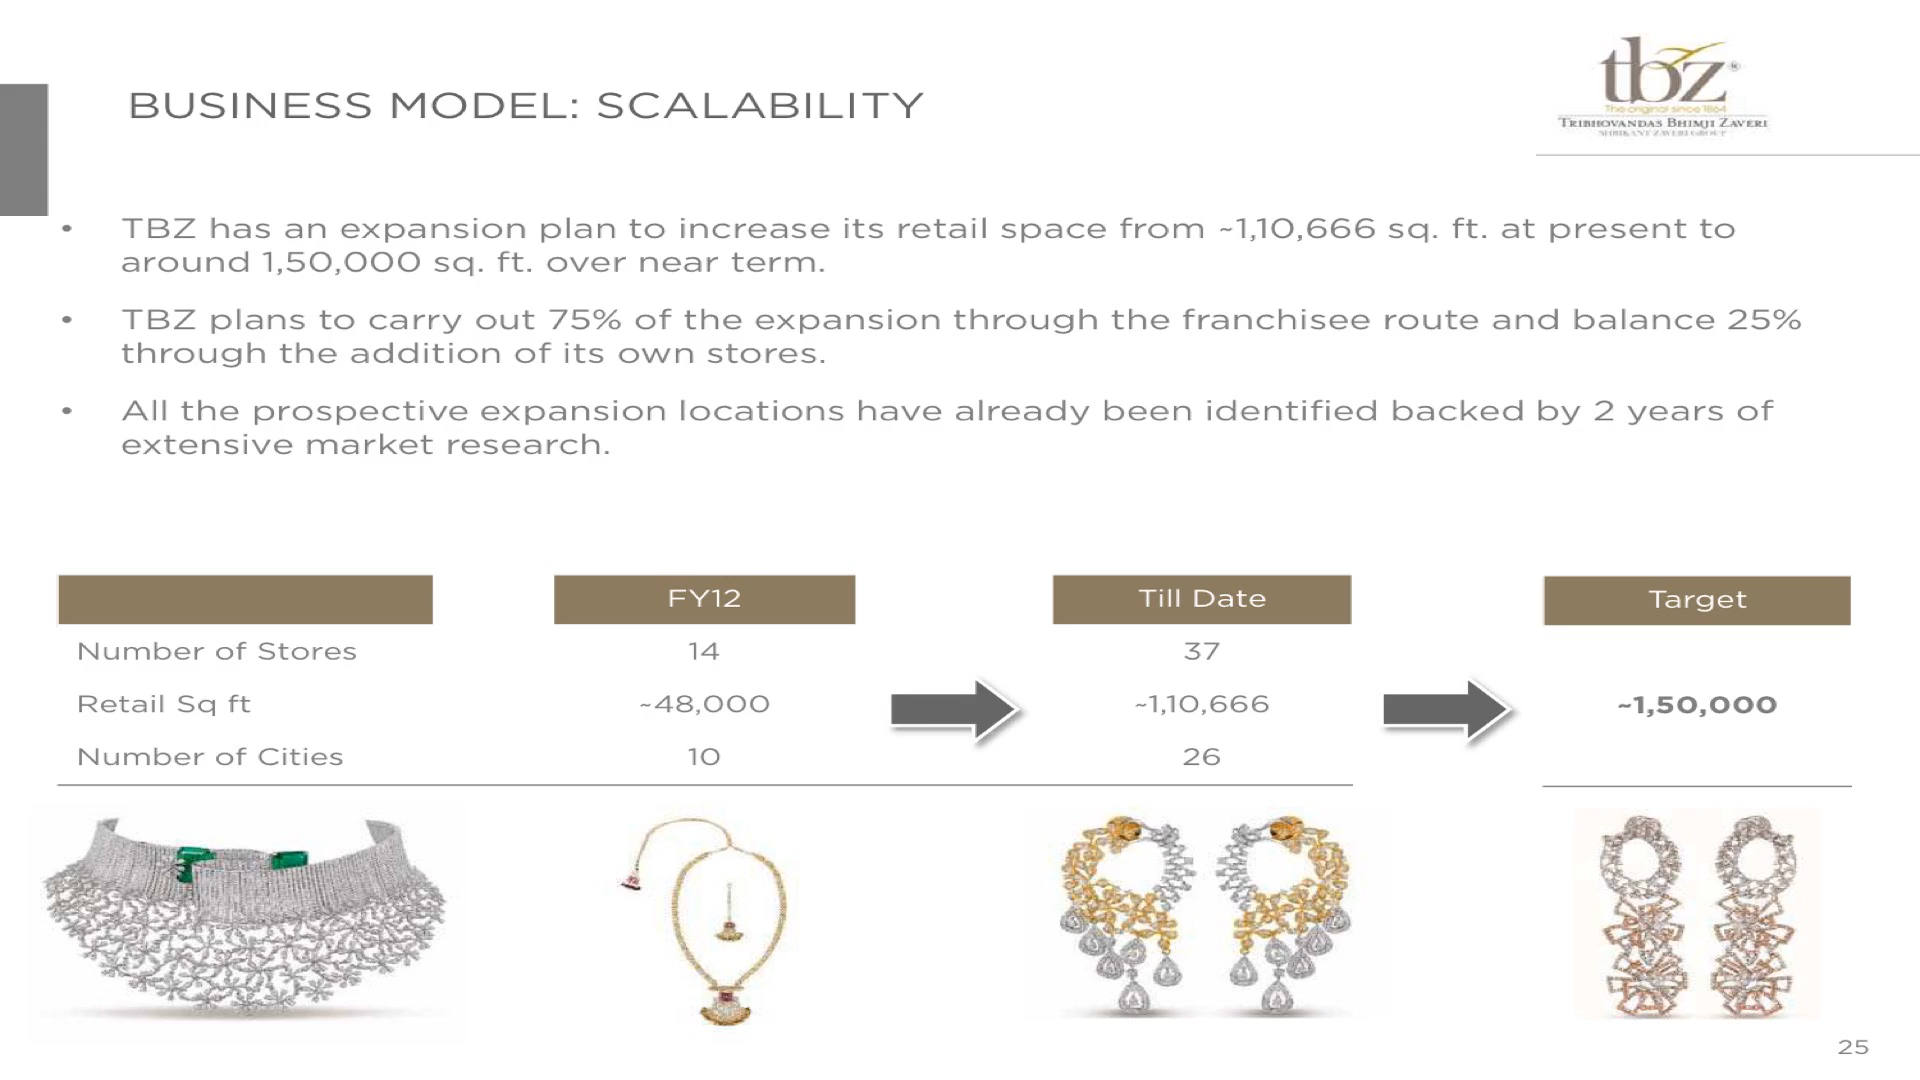 BUSINESS MODEL: SCALABILITY
tbz
The original since 1864
TRIBHOVANDAS BHIMJI ZAVERI
SHRIKANT ZAVERI GROUP
• TBZ has an expansion plan to increase its retail space from ~1,10,666 sq. ft. at present to
around 1,50,000 sq. ft. over near term.
• TBZ plans to carry out 75% of the expansion through the franchisee route and balance 25%
through the addition of its own stores.
• All the prospective expansion locations have already been identified backed by 2 years of
extensive market research.
FY12 Till Date Target
Number of Stores 14 37
Retail Sq ft ~48,000 ~1,10,666 ~1,50,000
Number of Cities 10 26
25